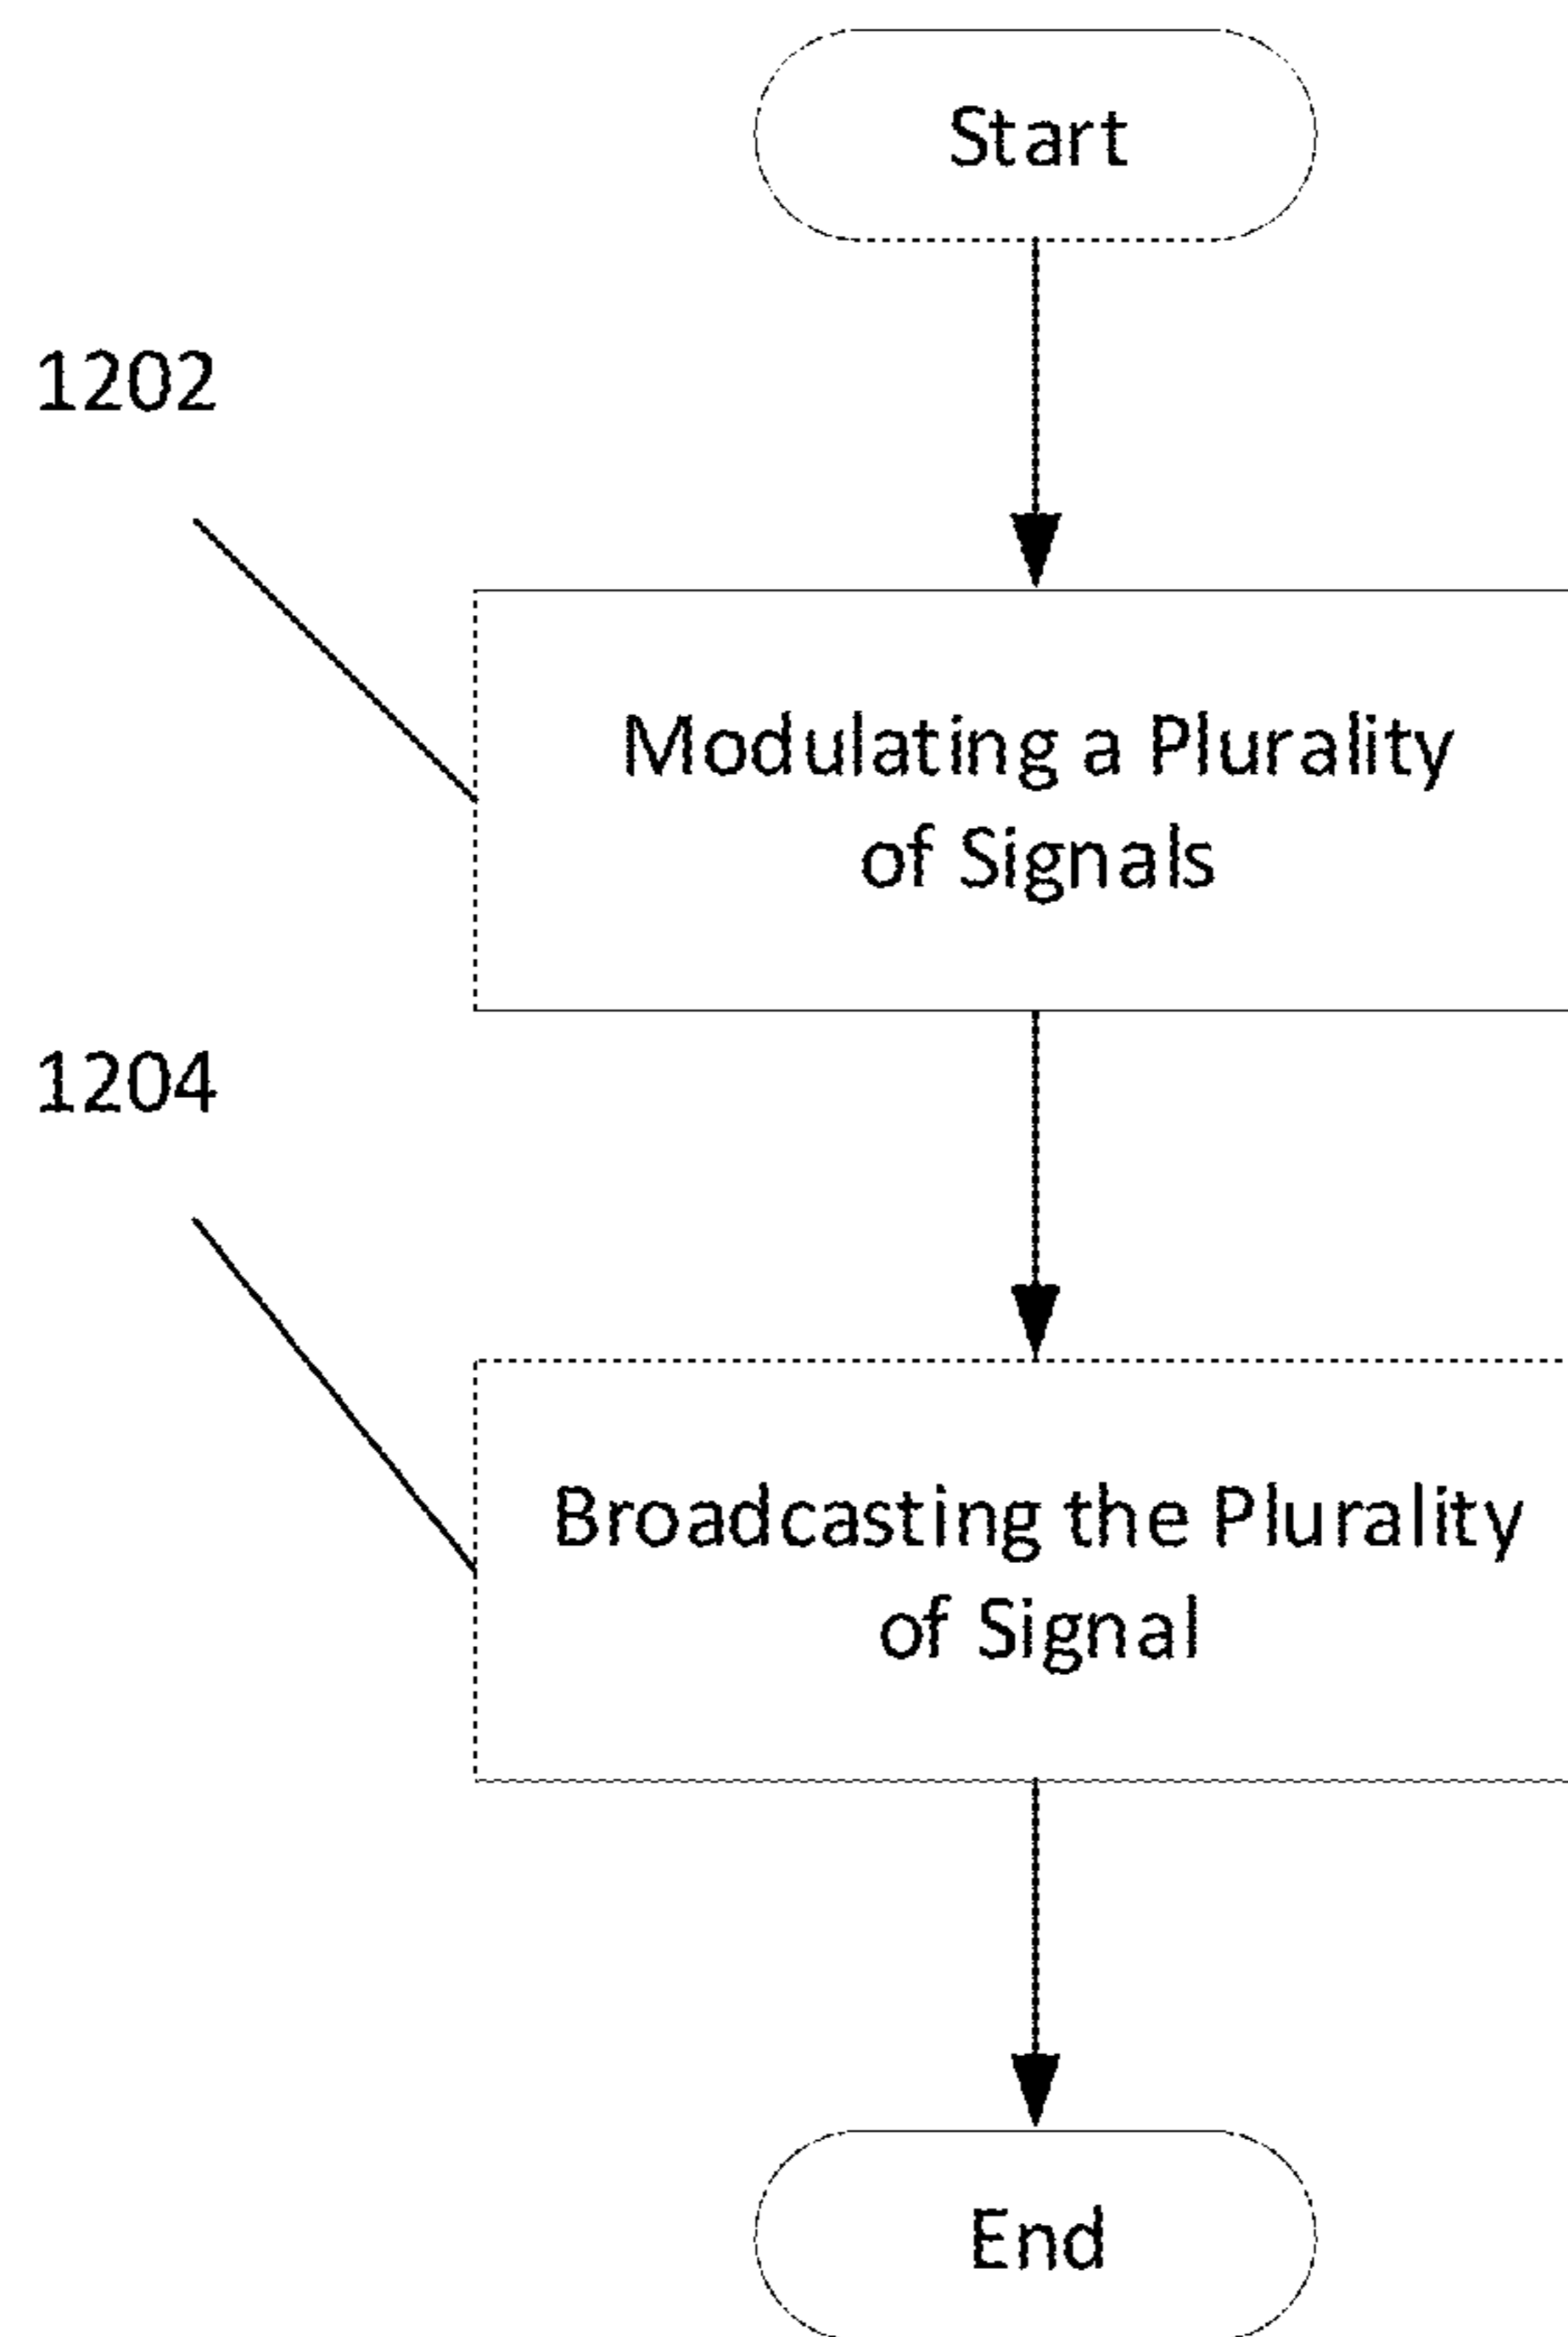 Start
1202
Modulating a Plurality
of Signals
1204
Broadcasting the Plurality
of Signal
End